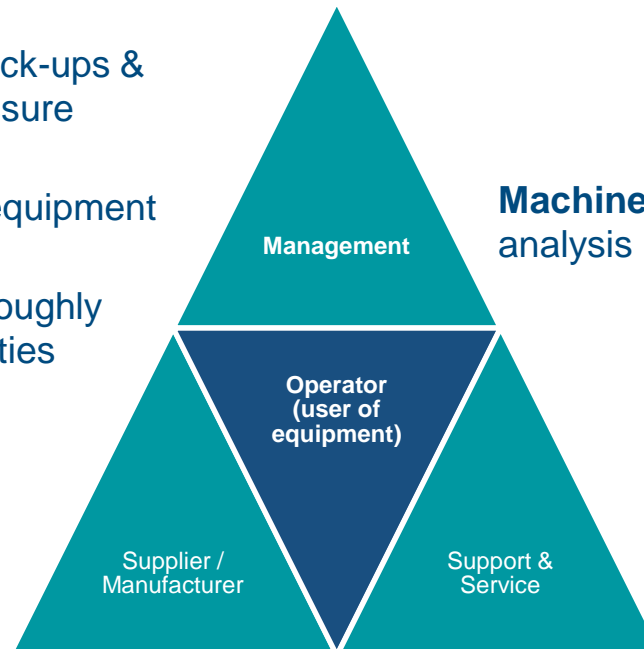 ck-ups &
sure
equipment
oughly
ties
Machine
analysis
Management
Operator
(user of
equipment)
Supplier /
Manufacturer
Support &
Service